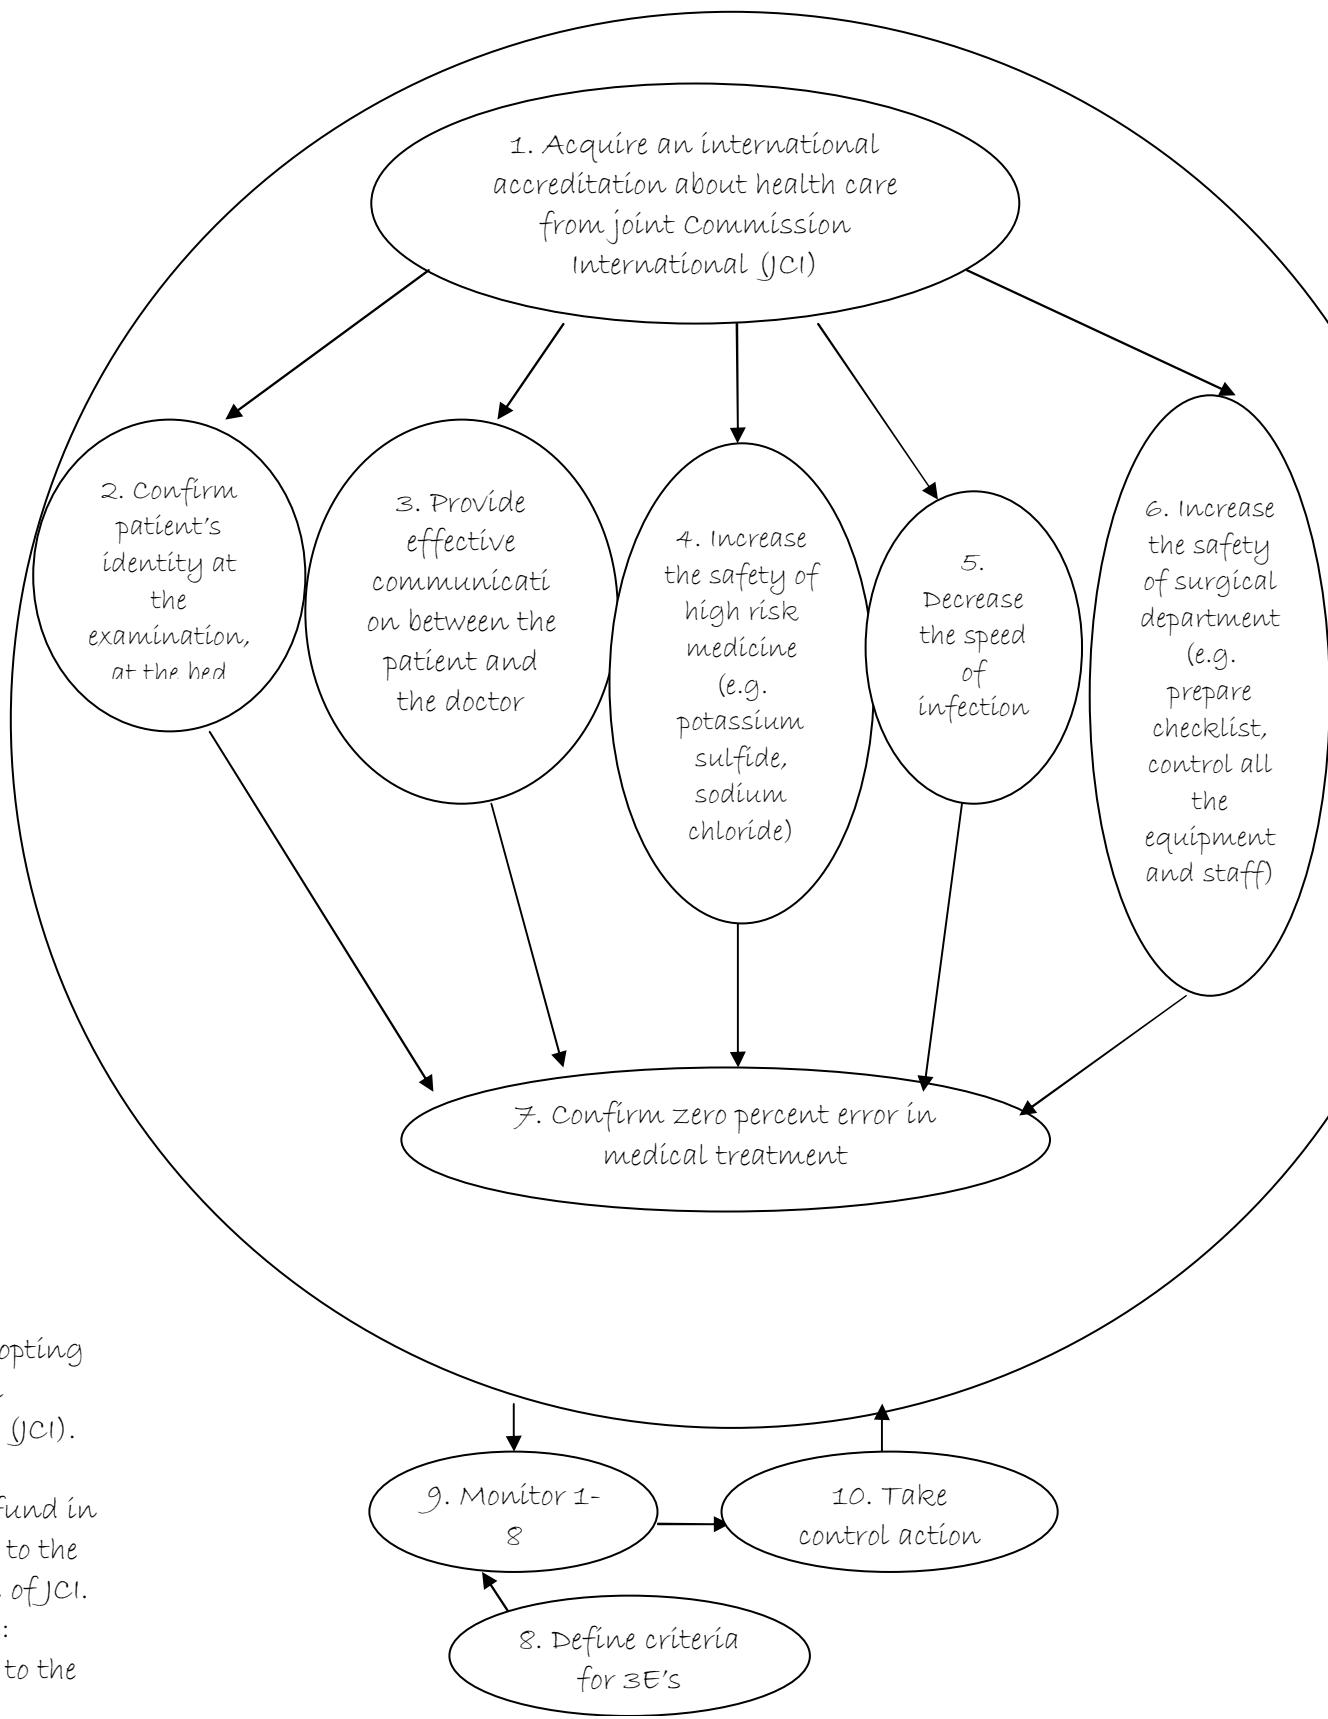 1. Acquire an international
accreditation about health care
from joint Commission
International (JCI)
2. Confirm
patient's
identity at
the
examination,
at the bed
3. Provide
effective
communicati
on between the
patient and
the doctor
4. Increase
the safety of
high risk
medicine
(e.g.
potassium
sulfide,
sodium
chloride)
5.
Decrease
the speed
of
infection
6. Increase
the safety
of surgical
department
(e.g.
prepare
checklist,
control all
the
equipment
and staff)
7. Confirm zero percent error in
medical treatment
opting
(JCI).
fund in
to the
of JCI.
:
to the
9. Monitor 1-
8
10. Take
control action
8. Define criteria
for 3E's